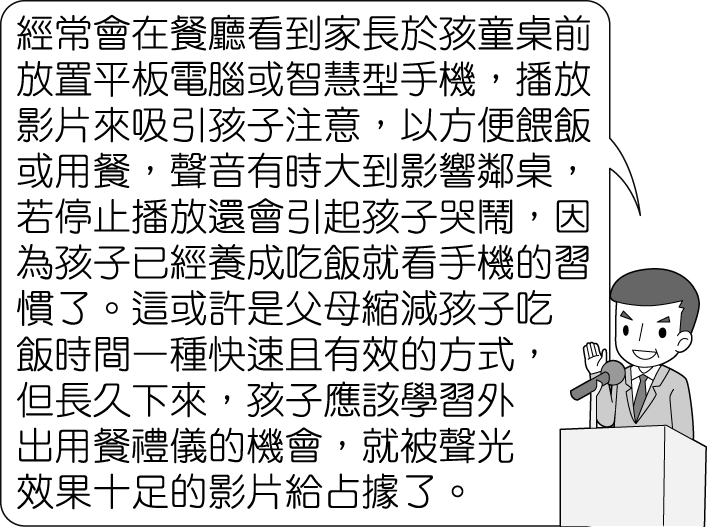 經常會在餐廳看到家長於孩童桌前
放置平板電腦或智慧型手機，播放
影片來吸引孩子注意，以方便餵飯
或用餐，聲音有時大到影響鄰桌，
若停止播放還會引起孩子哭鬧，因
為孩子已經養成吃飯就看手機的習
慣了。這或許是父母縮減孩子吃
飯時間一種快速且有效的方式，
但長久下來，孩子應該學習外
出用餐禮儀的機會，就被聲光
效果十足的影片給占據了。